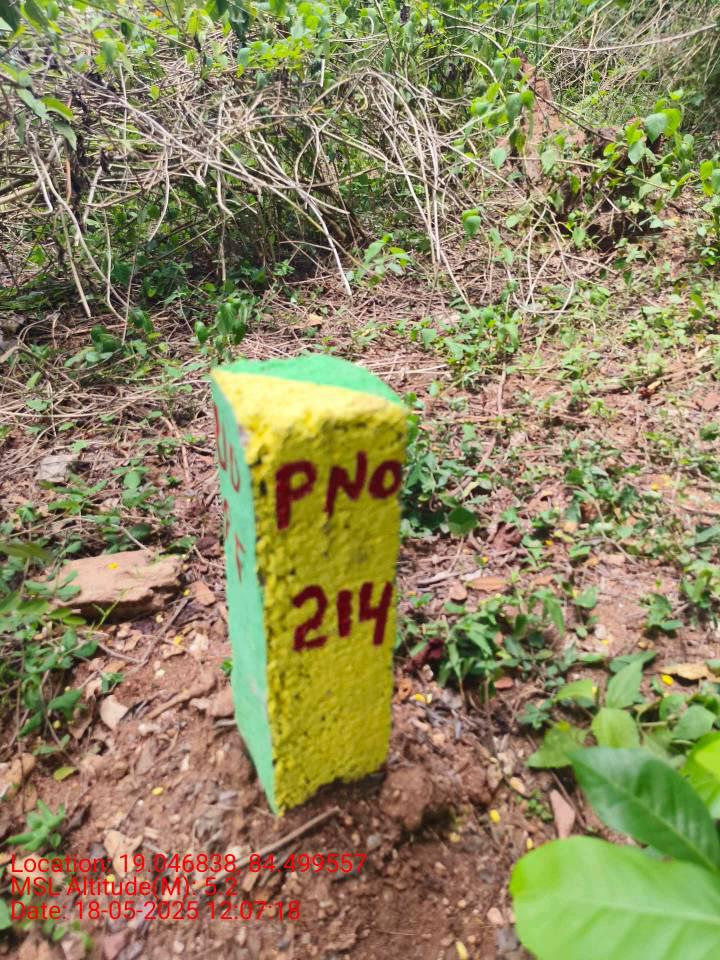 PNO
214
Location: 19.046838, 84.499557
MSL Altitude(M): 5.2
Date: 18-05-2025 12:07:18